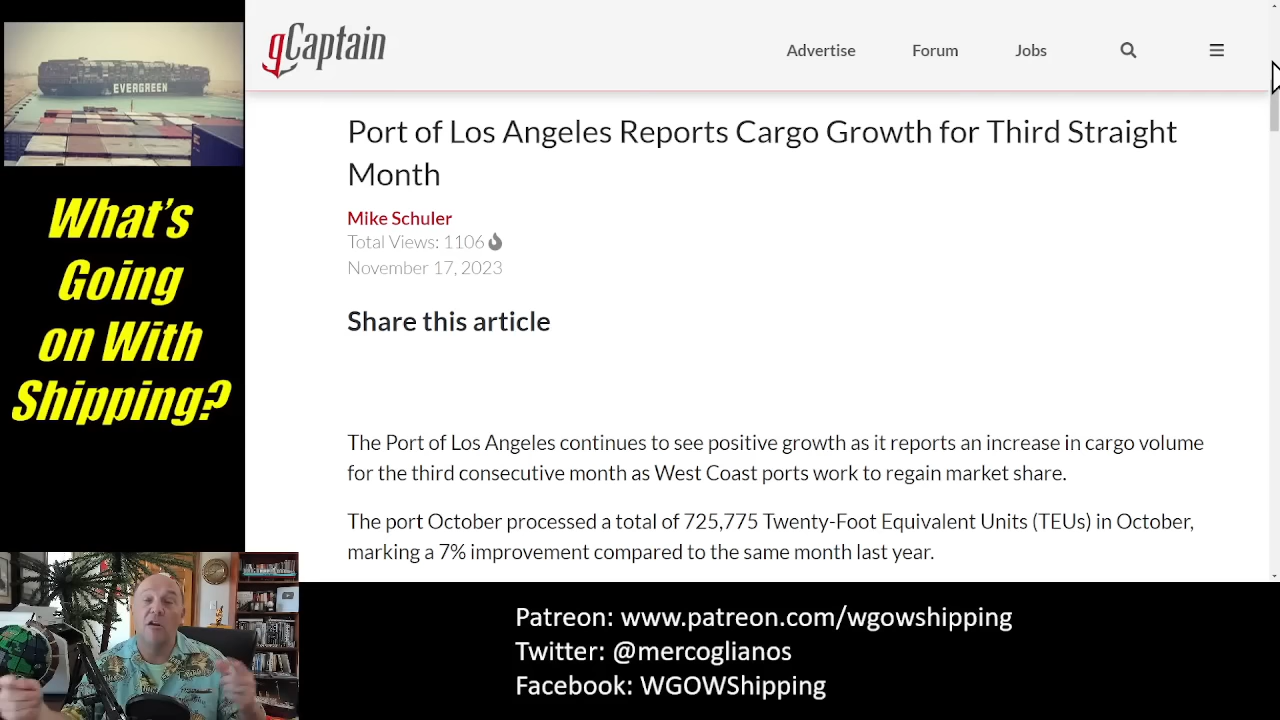 EVERGREEN
What's
Going
on With
Shipping?
gCaptain
Advertise
Forum
Jobs
Port of Los Angeles Reports Cargo Growth for Third Straight
Month
Mike Schuler
Total Views: 1106
November 17, 2023
Share this article
The Port of Los Angeles continues to see positive growth as it reports an increase in cargo volume
for the third consecutive month as West Coast ports work to regain market share.
The port October processed a total of 725,775 Twenty-Foot Equivalent Units (TEUs) in October,
marking a 7% improvement compared to the same month last year.
Patreon: www.patreon.com/wgowshipping
Twitter: @mercoglianos
Facebook: WGOWShipping